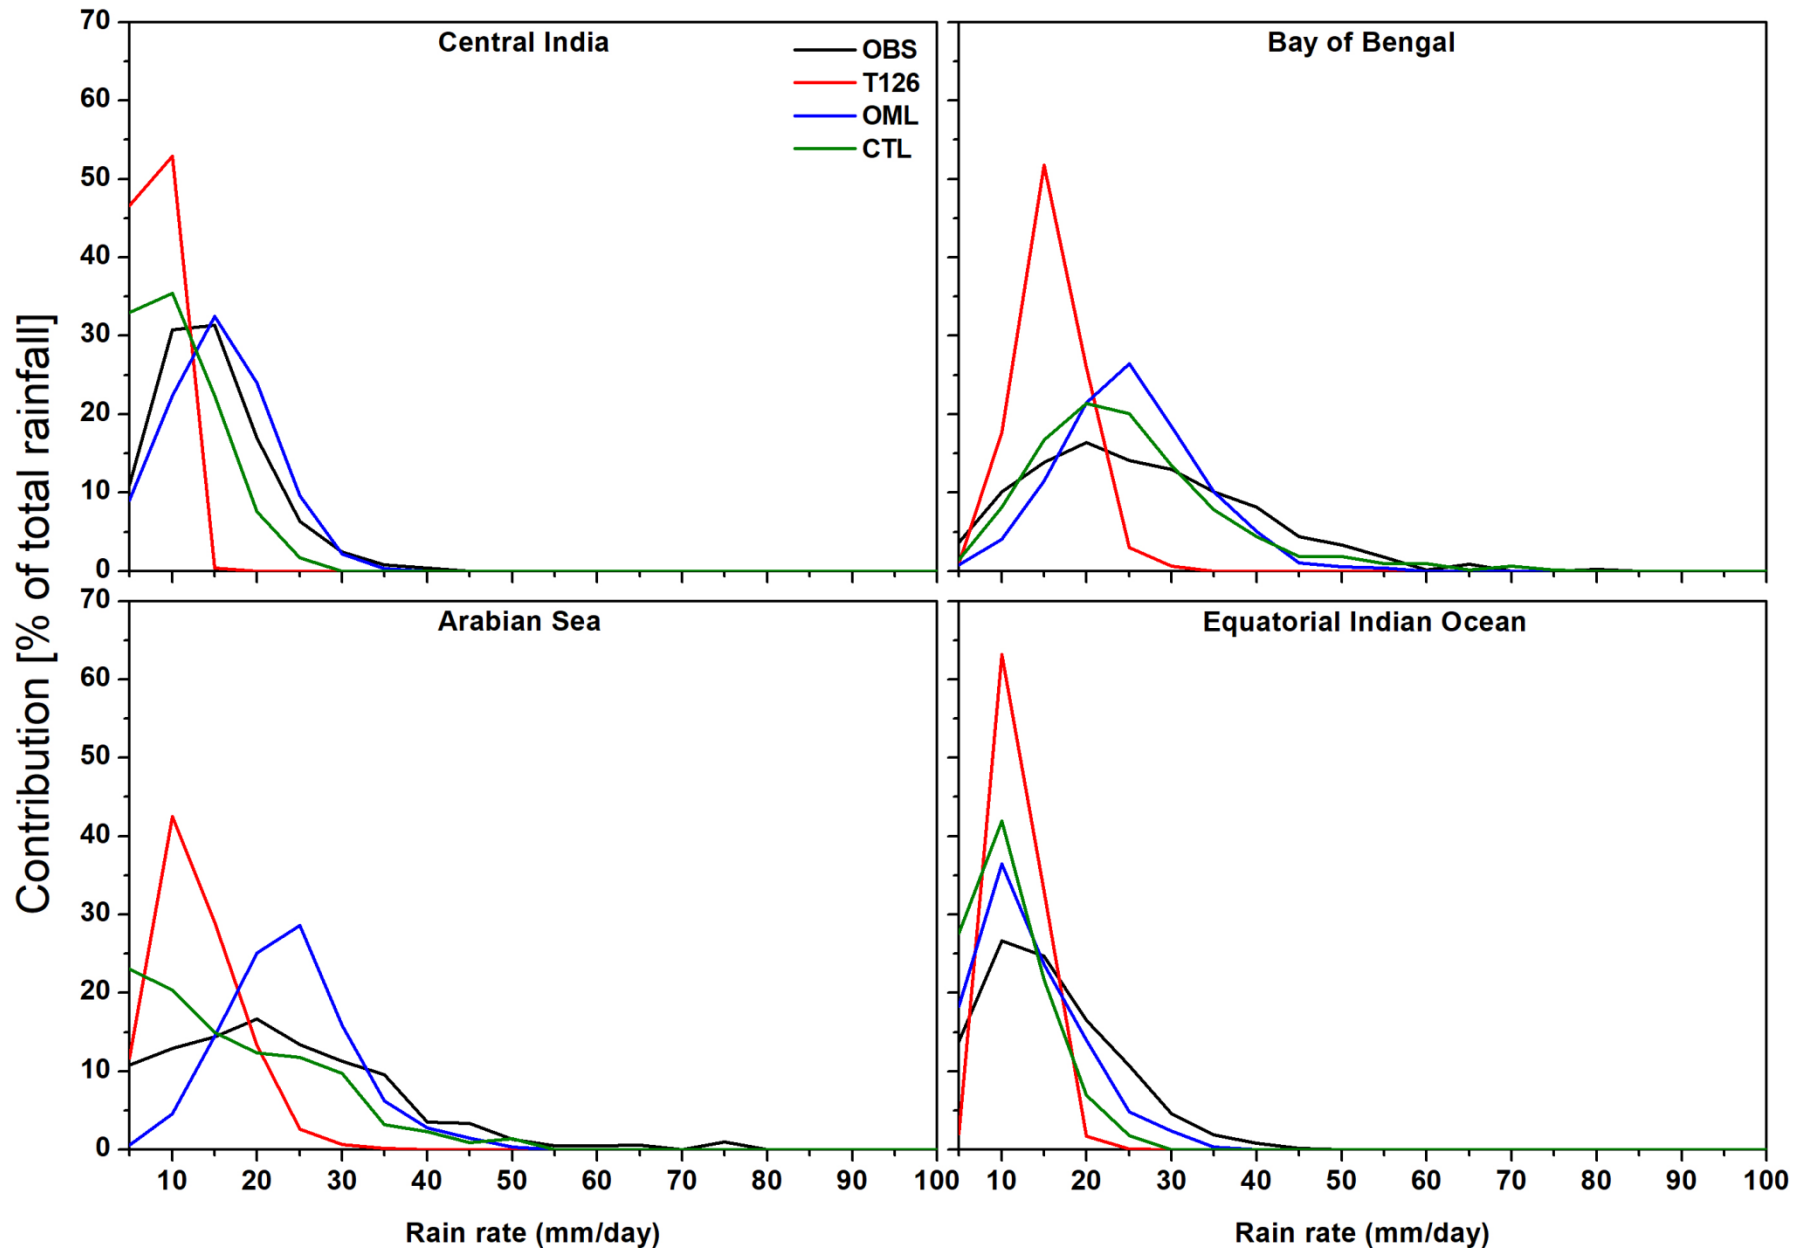 Contribution [% of total rainfall]
70
60
50
40
30
20
10
0
Central India
OBS
T126
OML
CTL
Bay of Bengal
70
60
50
40
30
20
10
0
Arabian Sea
Equatorial Indian Ocean
10 20 30 40 50 60 70 80 90 100
10 20 30 40 50 60 70 80 90 100
Rain rate (mm/day)
Rain rate (mm/day)